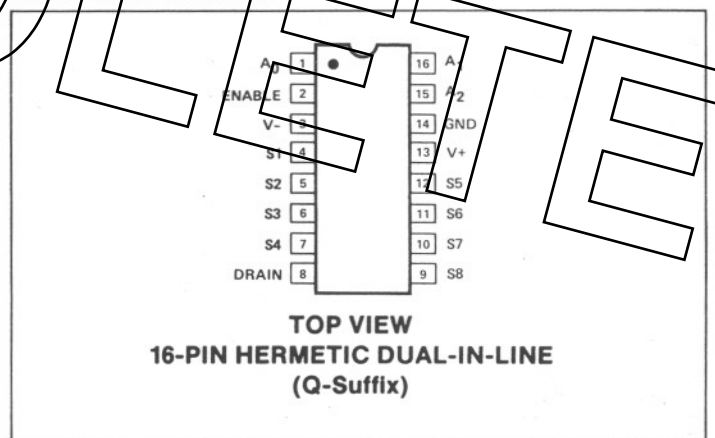 OLETE
A0 1 16 A1
ENABLE 2 15 A2
V- 3 14 GND
S1 4 13 V+
S2 5 12 S5
S3 6 11 S6
S4 7 10 S7
DRAIN 8 9 S8
TOP VIEW
16-PIN HERMETIC DUAL-IN-LINE
(Q-Suffix)